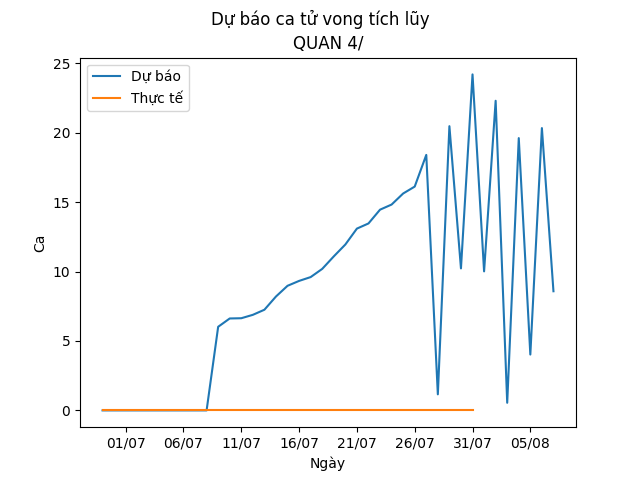 Dự báo ca tử vong tích lũy
QUAN 4/
Dự báo
Thực tế
Ca
25
20
15
10
5
0
01/07 06/07 11/07 16/07 21/07 26/07 31/07 05/08
Ngày